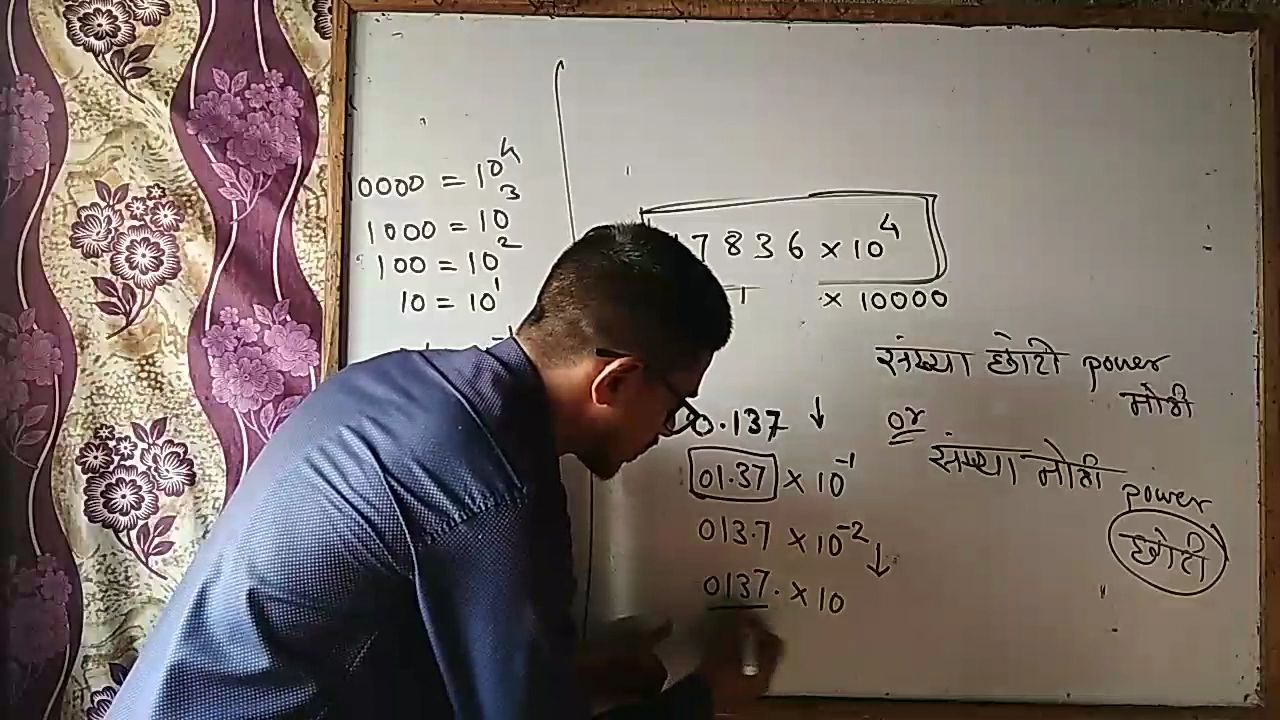 10000 = 10⁴
1000 = 10³
100 = 10²
10 = 10¹
7836 × 10⁴
× 10000
संख्या छोटी power
मोठी
or
संख्या मोठी power
छोटी
0.137 ↓
01.37 × 10⁻¹
013.7 × 10⁻² ↓
0137. × 10